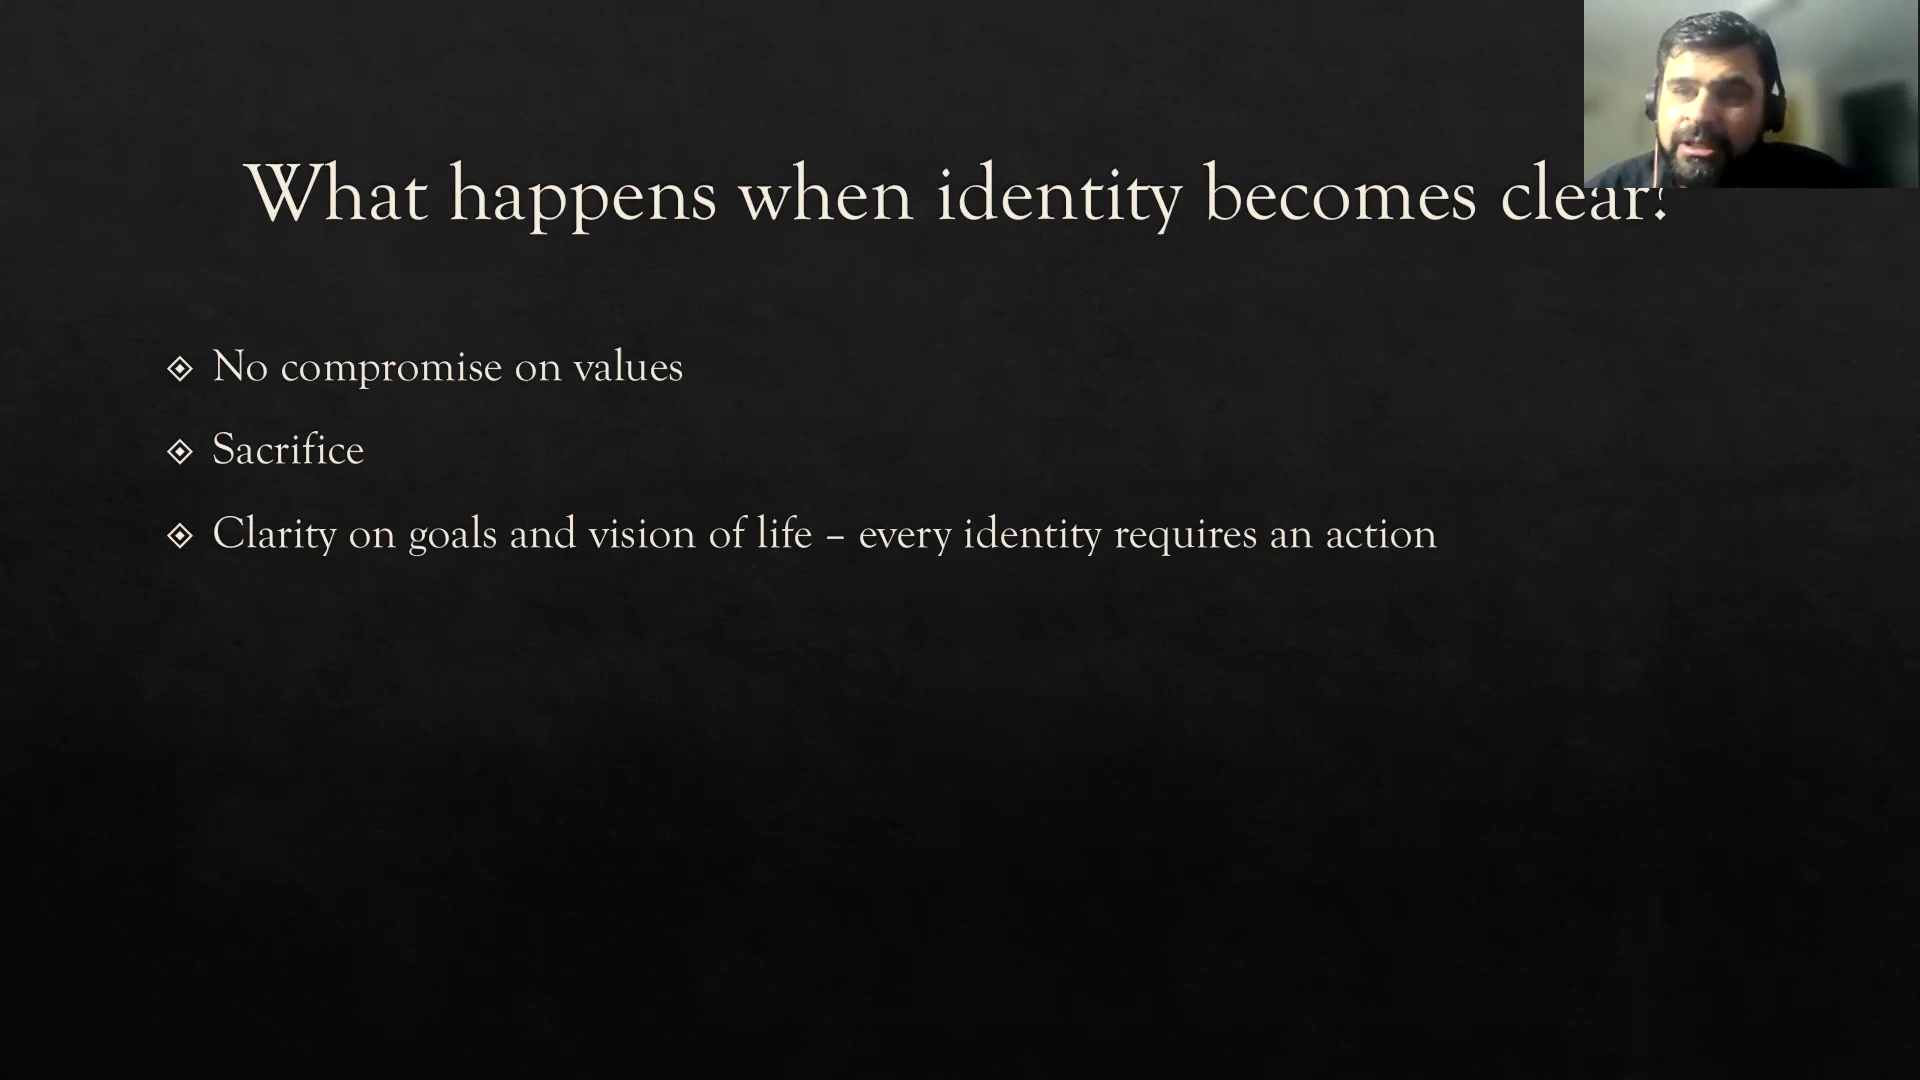 What happens when identity becomes clear?
No compromise on values
Sacrifice
Clarity on goals and vision of life – every identity requires an action